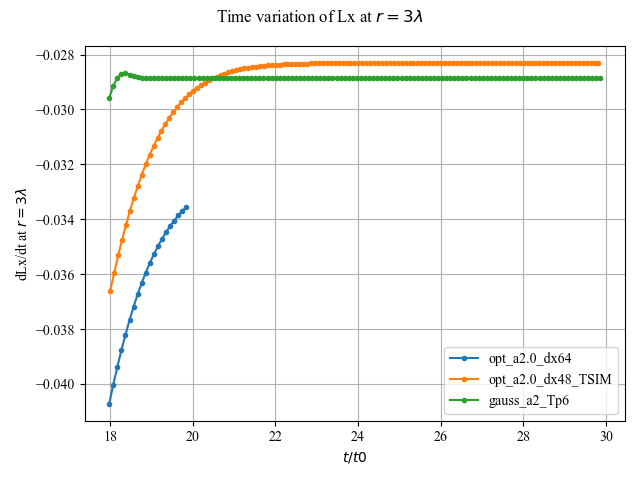 Time variation of Lx at r = 3λ
dLx/dt at r = 3λ
−0.028
−0.030
−0.032
−0.034
−0.036
−0.038
−0.040
opt_a2.0_dx64
opt_a2.0_dx48_TSIM
gauss_a2_Tp6
18 20 22 24 26 28 30
t/t0